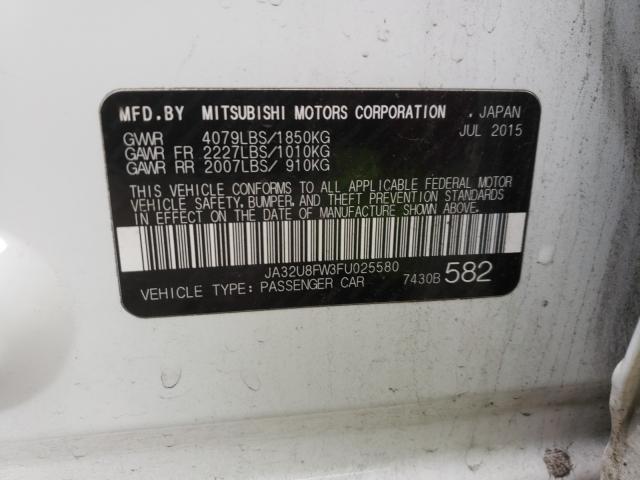 MFD.BY MITSUBISHI MOTORS CORPORATION . JAPAN
JUL 2015
GVWR 4079LBS/1850KG
GAWR FR 2227LBS/1010KG
GAWR RR 2007LBS/ 910KG
THIS VEHICLE CONFORMS TO ALL APPLICABLE FEDERAL MOTOR
VEHICLE SAFETY, BUMPER, AND THEFT PREVENTION STANDARDS
IN EFFECT ON THE DATE OF MANUFACTURE SHOWN ABOVE.
JA32U8FW3FU025580
VEHICLE TYPE: PASSENGER CAR 7430B 582